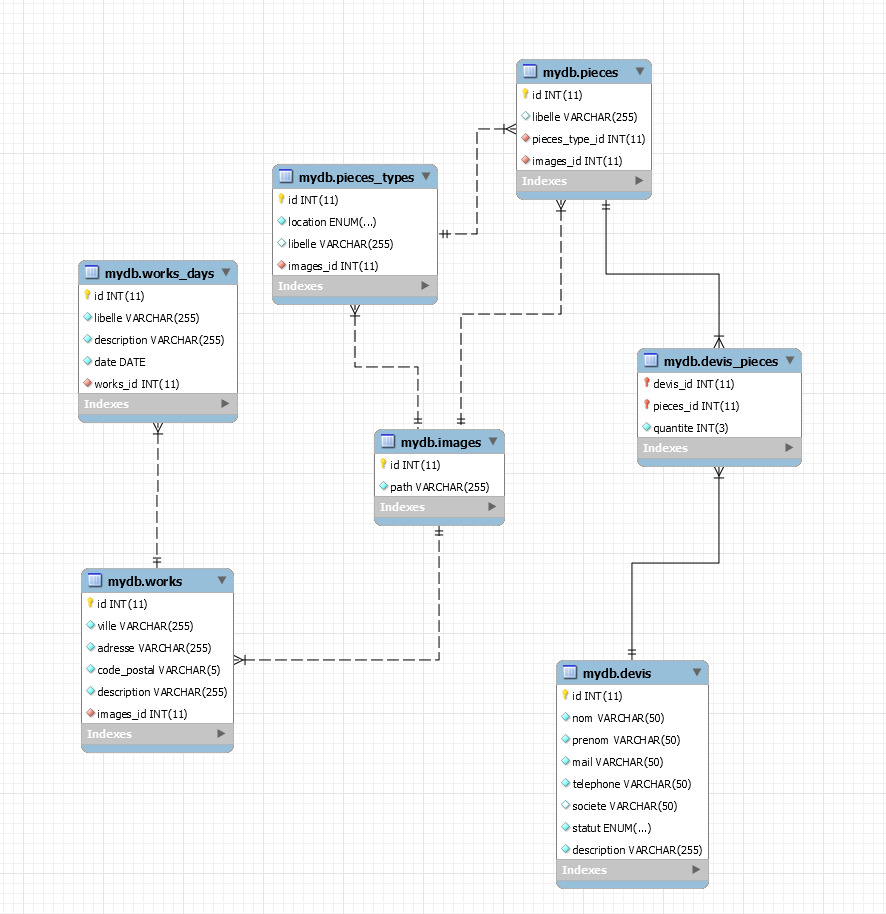 mydb.pieces
id INT(11)
libelle VARCHAR(255)
pieces_type_id INT(11)
images_id INT(11)
Indexes
mydb.pieces_types
id INT(11)
location ENUM(...)
libelle VARCHAR(255)
images_id INT(11)
Indexes
mydb.works_days
id INT(11)
libelle VARCHAR(255)
description VARCHAR(255)
date DATE
works_id INT(11)
Indexes
mydb.devis_pieces
devis_id INT(11)
pieces_id INT(11)
quantite INT(3)
Indexes
mydb.images
id INT(11)
path VARCHAR(255)
Indexes
mydb.works
id INT(11)
ville VARCHAR(255)
adresse VARCHAR(255)
code_postal VARCHAR(5)
description VARCHAR(255)
images_id INT(11)
Indexes
mydb.devis
id INT(11)
nom VARCHAR(50)
prenom VARCHAR(50)
mail VARCHAR(50)
telephone VARCHAR(50)
societe VARCHAR(50)
statut ENUM(...)
description VARCHAR(255)
Indexes